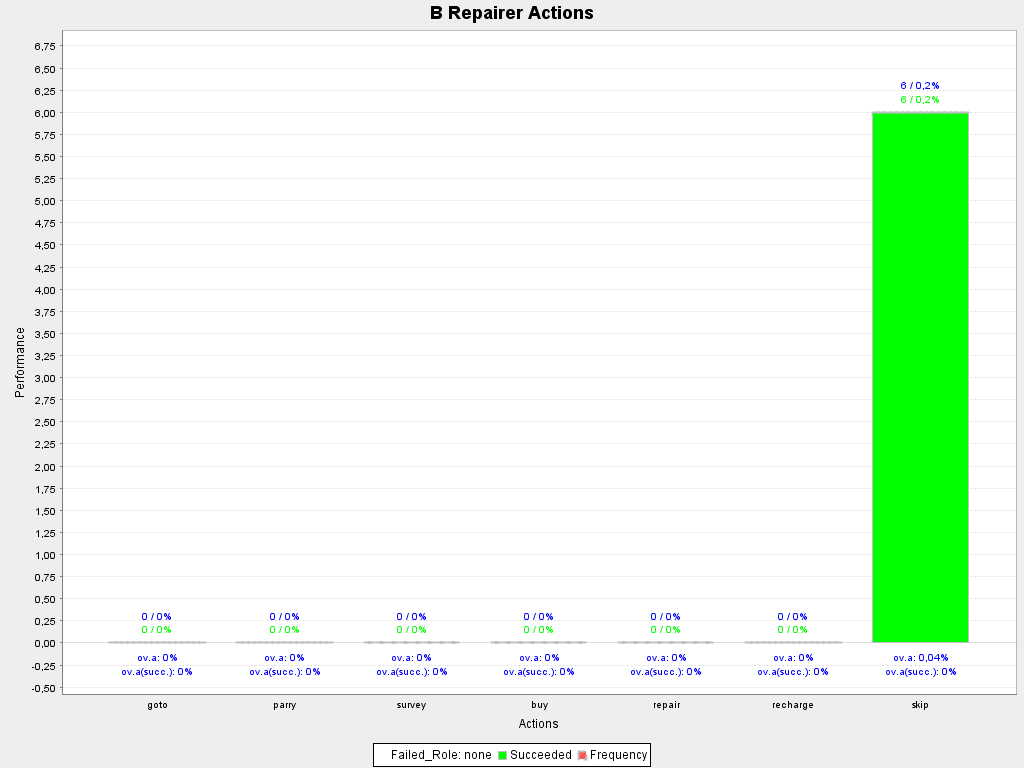 B Repairer Actions
6,75
6,50
6,25
6,00
5,75
5,50
5,25
5,00
4,75
4,50
4,25
4,00
3,75
3,50
3,25
3,00
2,75
2,50
2,25
2,00
1,75
1,50
1,25
1,00
0,75
0,50
0,25
0,00
-0,25
-0,50
Performance
6 / 0,2%
6 / 0,2%
0 / 0% 0 / 0% 0 / 0% 0 / 0% 0 / 0% 0 / 0%
0 / 0% 0 / 0% 0 / 0% 0 / 0% 0 / 0% 0 / 0%
ov.a: 0% ov.a: 0% ov.a: 0% ov.a: 0% ov.a: 0% ov.a: 0% ov.a: 0,04%
ov.a(succ.): 0% ov.a(succ.): 0% ov.a(succ.): 0% ov.a(succ.): 0% ov.a(succ.): 0% ov.a(succ.): 0% ov.a(succ.): 0%
goto parry survey buy repair recharge skip
Actions
Failed_Role: none Succeeded Frequency